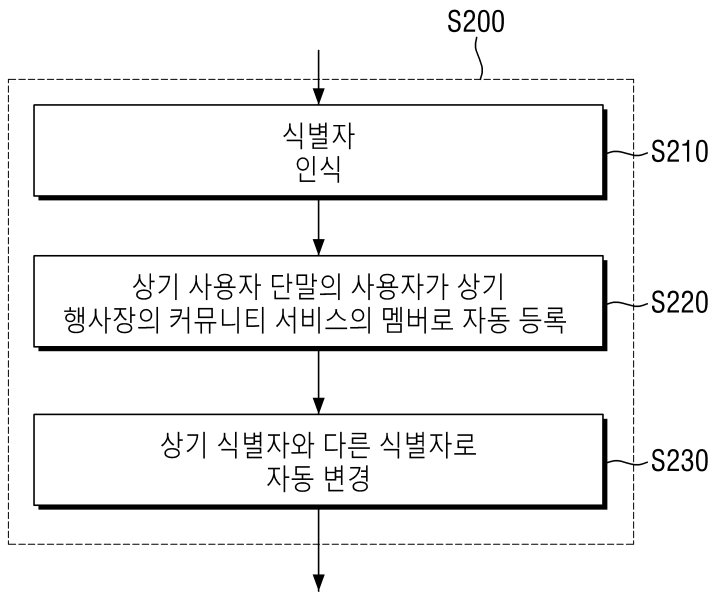 S200
식별자
인식
S210
상기 사용자 단말의 사용자가 상기
행사장의 커뮤니티 서비스의 멤버로 자동 등록
S220
상기 식별자와 다른 식별자로
자동 변경
S230